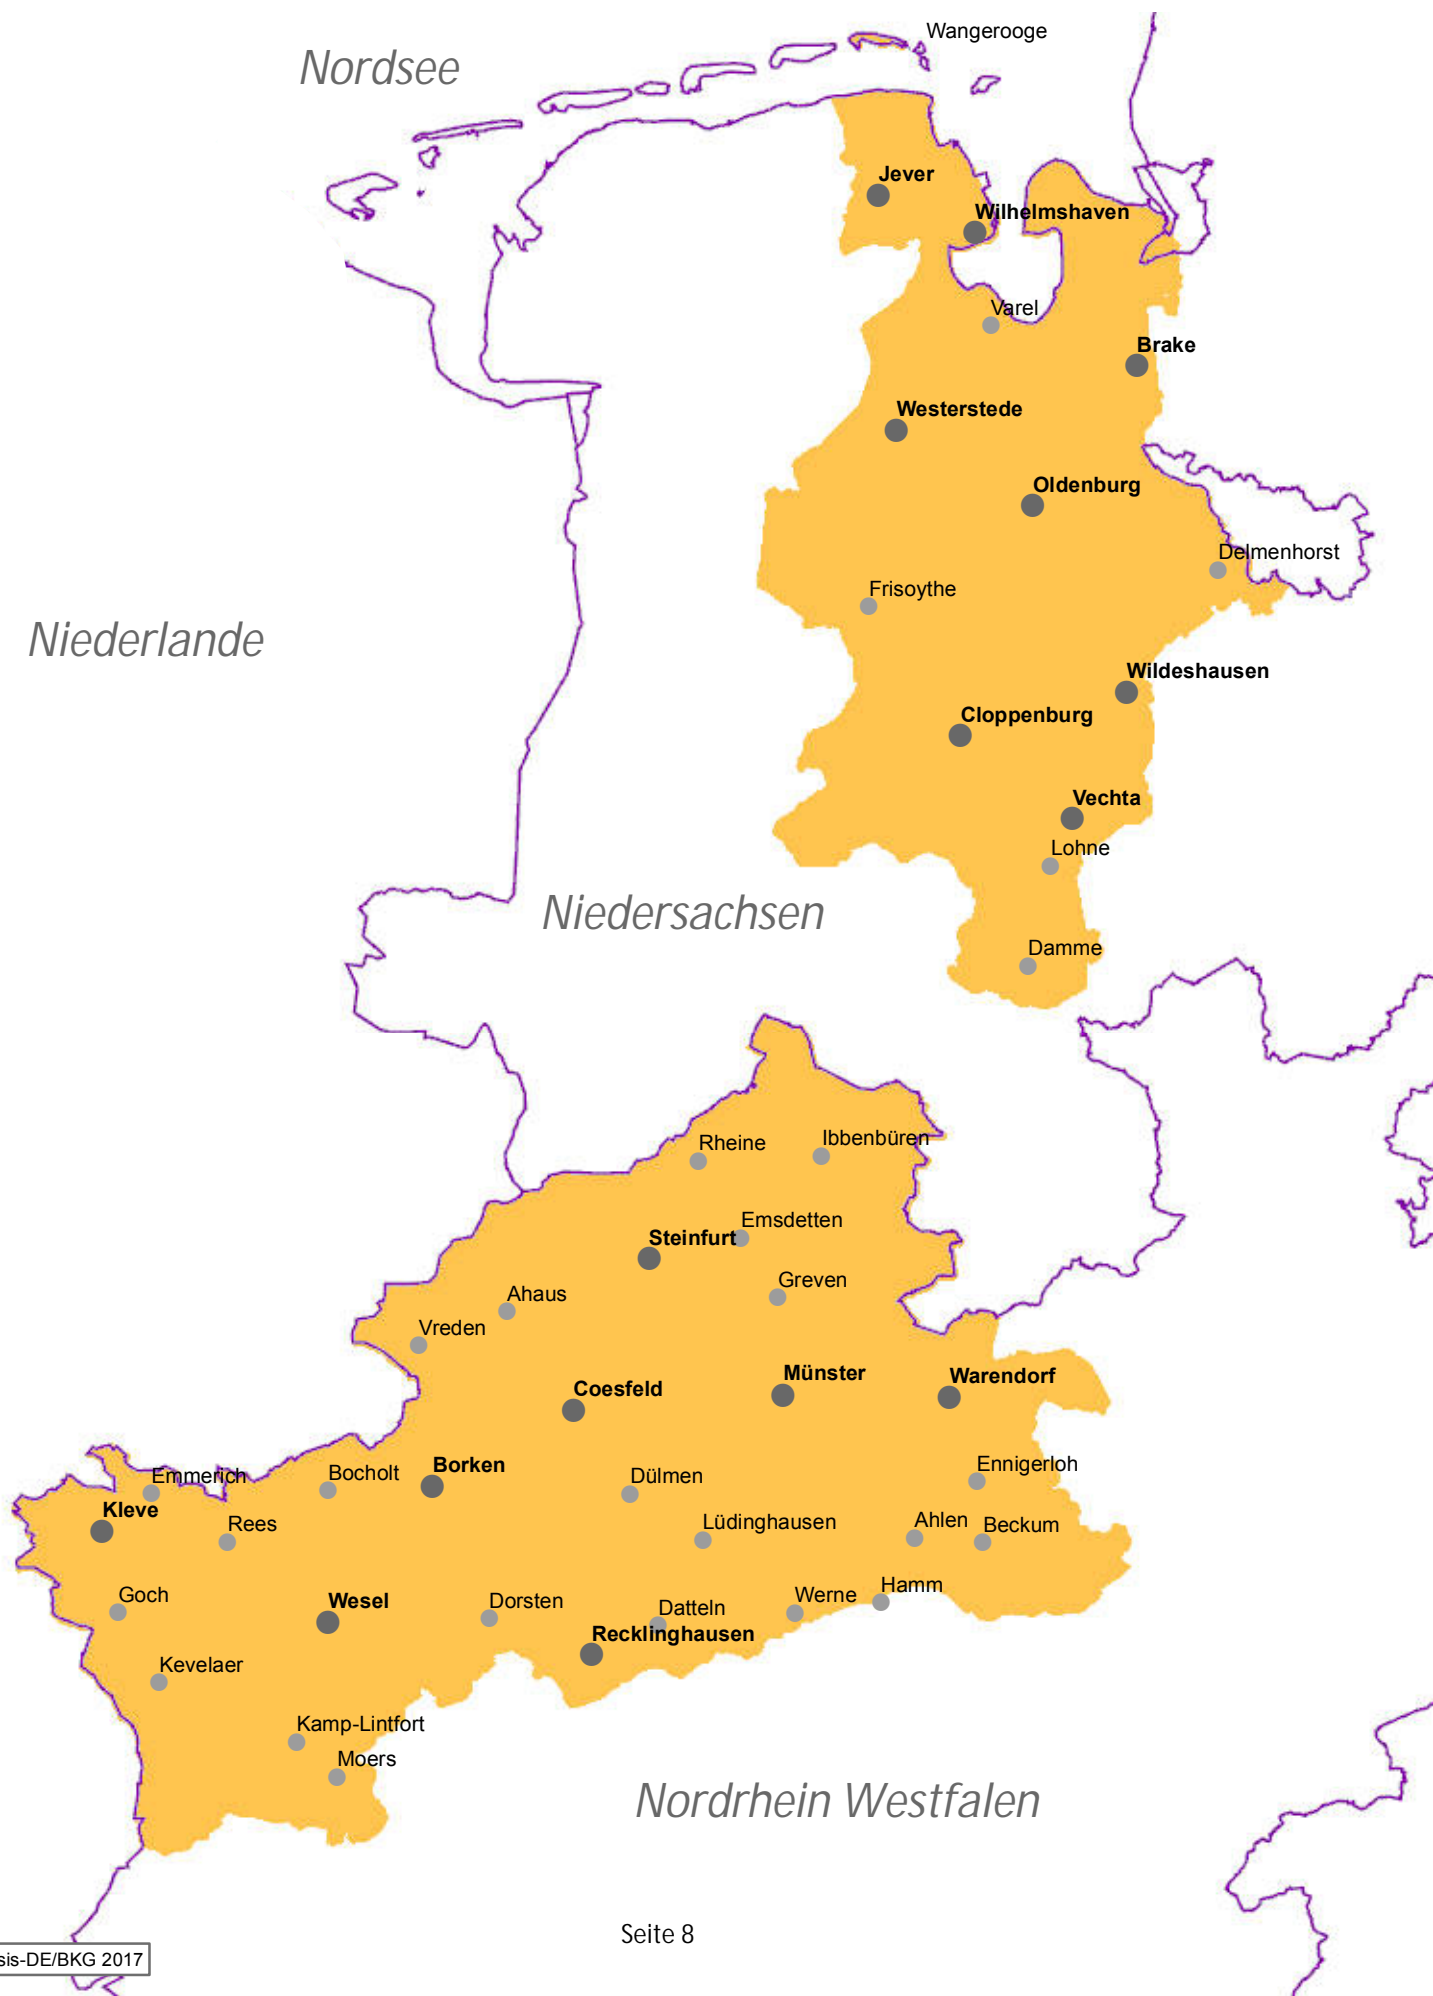 Wangerooge
Nordsee
Jever
Wilhelmshaven
Varel
Brake
Westerstede
Oldenburg
Delmenhorst
Frisoythe
Niederlande
Wildeshausen
Cloppenburg
Vechta
Lohne
Niedersachsen
Damme
Rheine
Ibbenbüren
Emsdetten
Steinfurt
Greven
Ahaus
Vreden
Münster
Warendorf
Coesfeld
Borken
Ennigerloh
Bocholt
Emmerich
Dülmen
Kleve
Rees
Lüdinghausen
Ahlen
Beckum
Hamm
Goch
Wesel
Dorsten
Werne
Datteln
Recklinghausen
Kevelaer
Kamp-Lintfort
Moers
Nordrhein Westfalen
Seite 8
sis-DE/BKG 2017